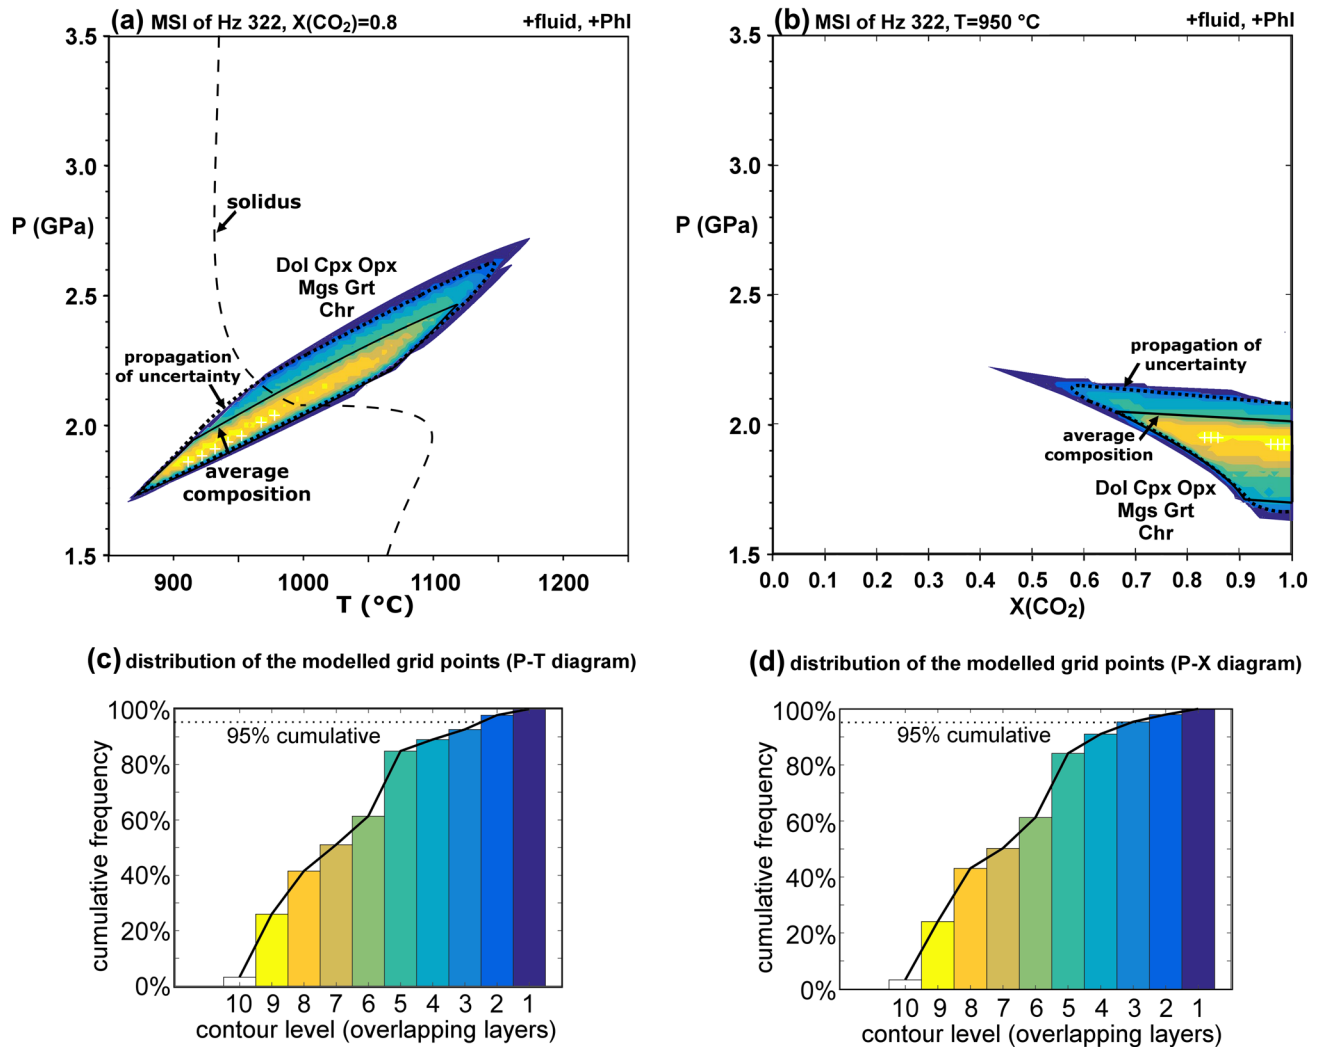 (a) MSI of Hz 322, X(CO₂)=0.8 +fluid, +Phl
3.5
3.0
2.5
2.0
1.5
P (GPa)
solidus
Dol Cpx Opx
Mgs Grt
Chr
propagation
of uncertainty
average
composition
900 1000 1100 1200
T (°C)
(b) MSI of Hz 322, T=950 °C +fluid, +Phl
3.5
3.0
2.5
2.0
1.5
P (GPa)
propagation of
uncertainty
average
composition
Dol Cpx Opx
Mgs Grt
Chr
0.0 0.1 0.2 0.3 0.4 0.5 0.6 0.7 0.8 0.9 1.0
X(CO₂)
(c) distribution of the modelled grid points (P-T diagram)
100%
80%
60%
40%
20%
0%
cumulative frequency
95% cumulative
10 9 8 7 6 5 4 3 2 1
contour level (overlapping layers)
(d) distribution of the modelled grid points (P-X diagram)
100%
80%
60%
40%
20%
0%
cumulative frequency
95% cumulative
10 9 8 7 6 5 4 3 2 1
contour level (overlapping layers)